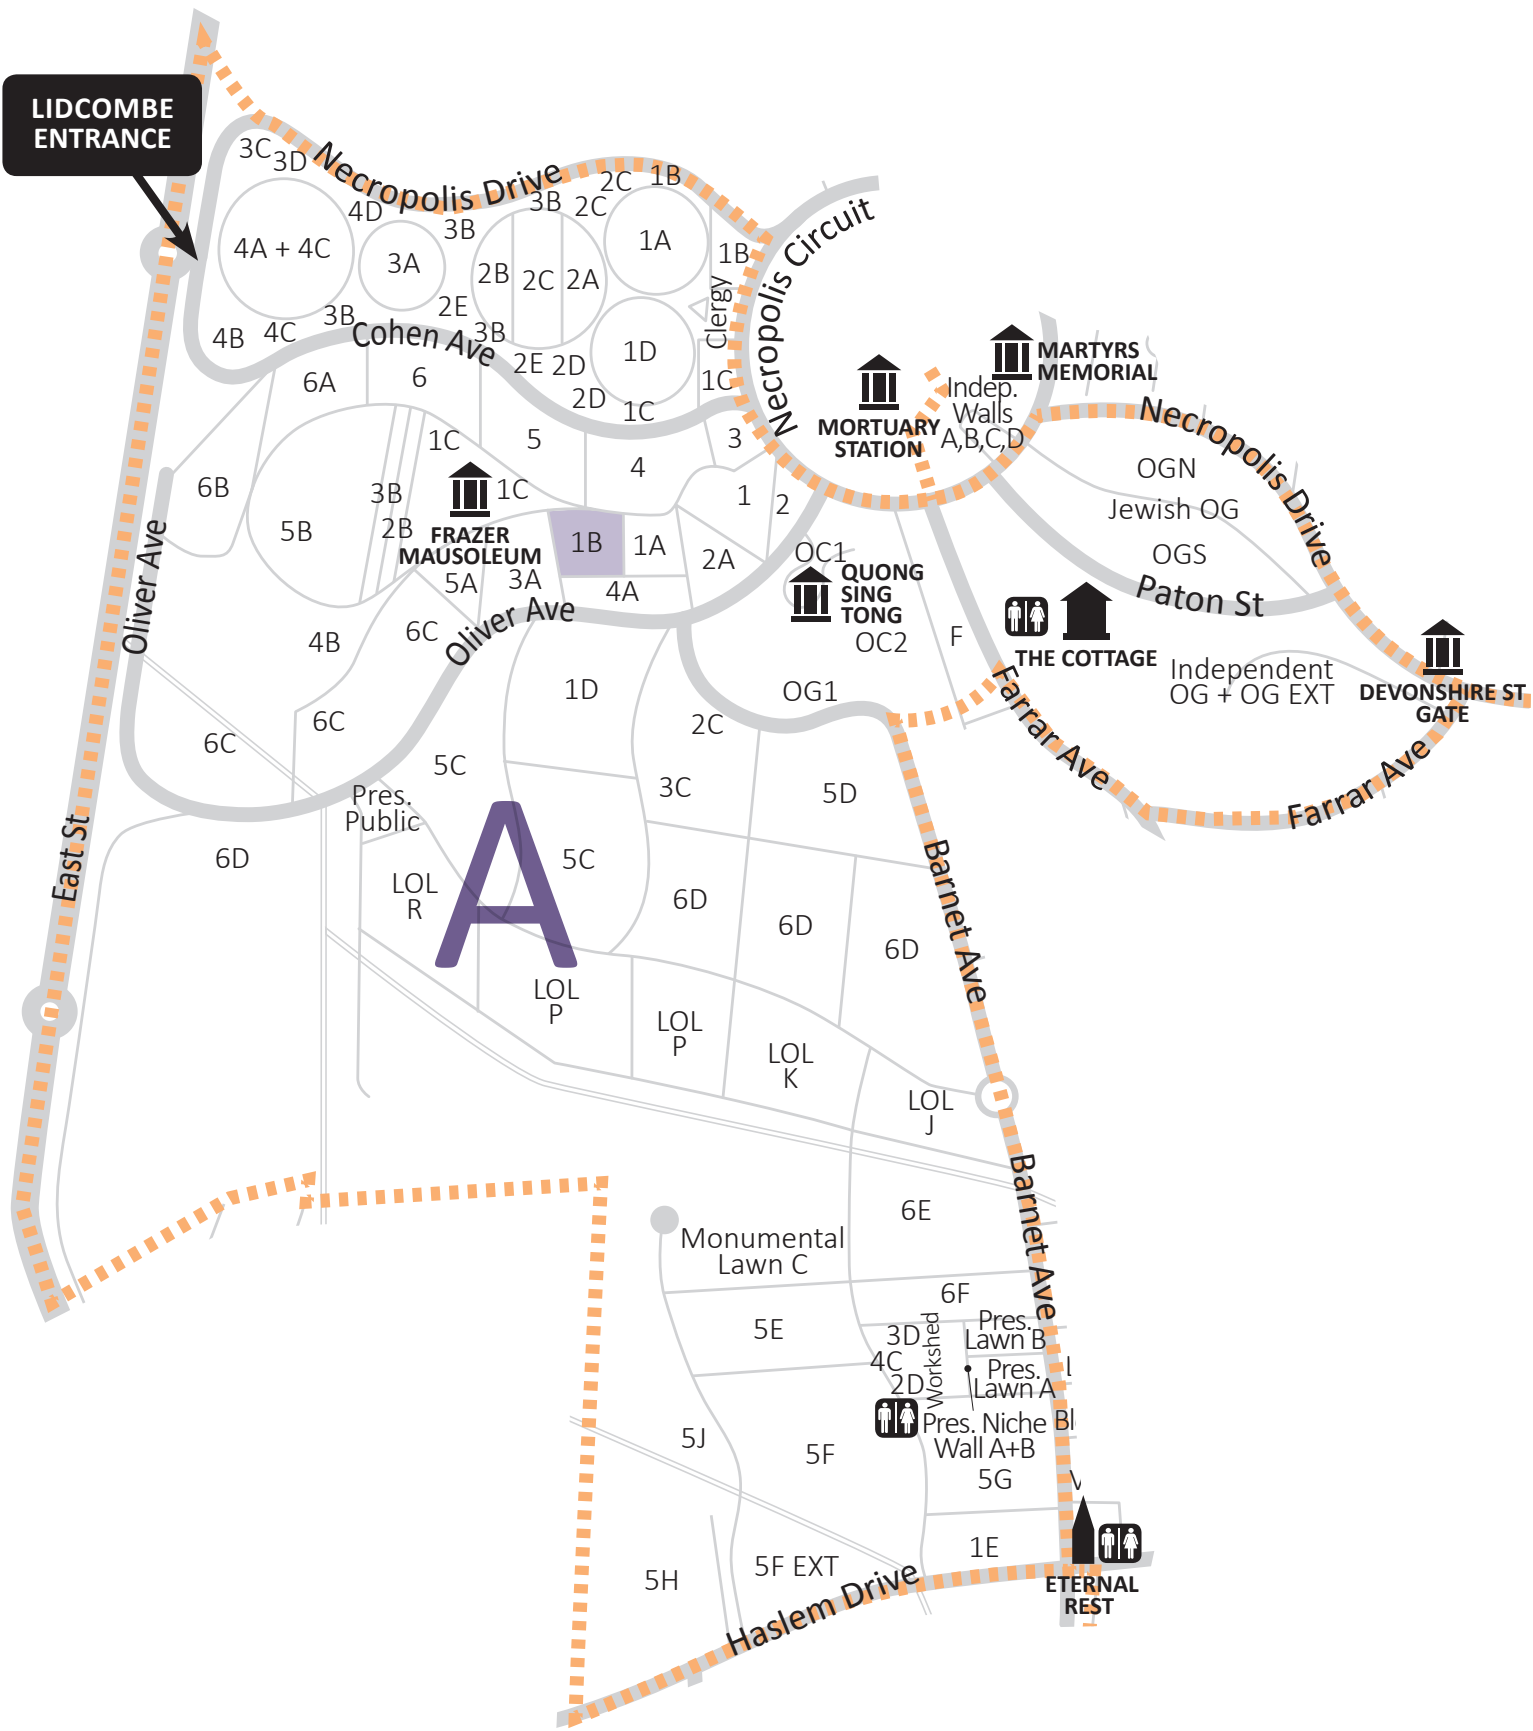 LIDCOMBE
ENTRANCE
Necropolis Drive
3C
3D
4D
3B
3B
2C
2C
1B
4A + 4C
3A
2B
2C
2A
1A
1B
Clergy
Necropolis Circuit
4B
4C
3B
2E
3B
Cohen Ave
2E
2D
1D
2D
1C
1C
6A
6
5
4
3
1
2
MORTUARY
STATION
MARTYRS
MEMORIAL
Indep.
Walls
A,B,C,D
Necropolis Drive
OGN
Jewish OG
OGS
Paton St
6B
5B
3B
2B
1C
1C
FRAZER
MAUSOLEUM
5A
3A
1B
1A
2A
4A
OC1
QUONG
SING
TONG
OC2
F
THE COTTAGE
Independent
OG + OG EXT
DEVONSHIRE ST
GATE
Farrar Ave
Farrar Ave
Oliver Ave
Oliver Ave
4B
6C
6C
6C
1D
2C
OG1
5C
3C
5D
Pres.
Public
East St
6D
LOL
R
A
5C
6D
6D
6D
Barnet Ave
LOL
P
LOL
P
LOL
K
LOL
J
Barnet Ave
6E
Monumental
Lawn C
6F
5E
3D
4C
2D
Workshed
Pres.
Lawn B
Pres.
Lawn A
Pres. Niche
Wall A+B
5J
5F
5G
1E
5H
5F EXT
Haslem Drive
ETERNAL
REST